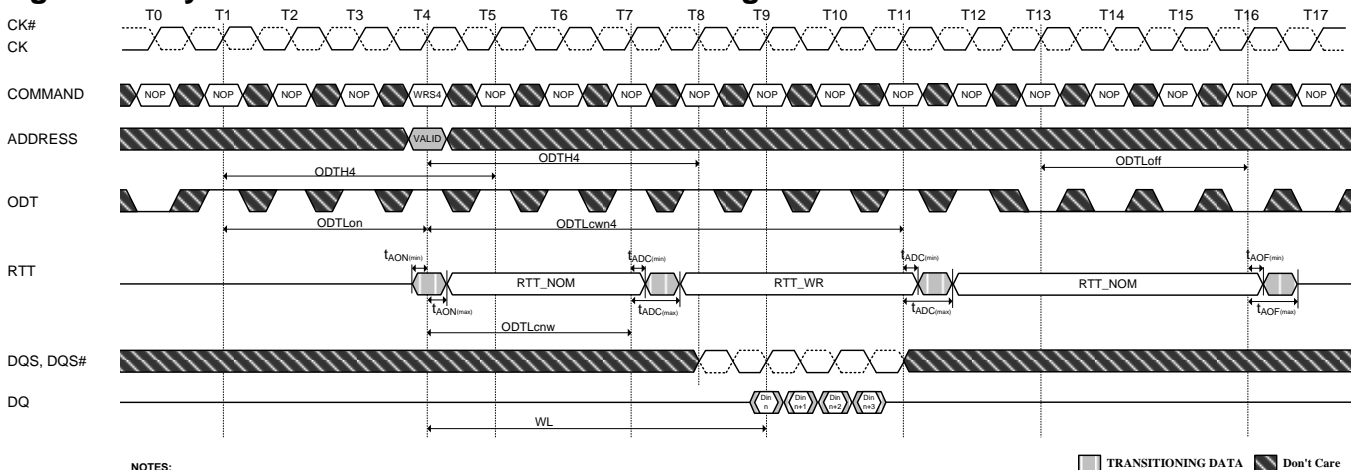 T0 T1 T2 T3 T4 T5 T6 T7 T8 T9 T10 T11 T12 T13 T14 T15 T16 T17
CK#
CK
COMMAND NOP NOP NOP NOP WRS4 NOP NOP NOP NOP NOP NOP NOP NOP NOP NOP NOP NOP NOP
ADDRESS VALID
ODTH4 ODTLoff
ODTH4
ODT
ODTLon ODTLcwn4
tAON(min) tADC(min) tADC(min) tAOF(min)
RTT RTT_NOM RTT_WR RTT_NOM
tAON(max) tADC(max) tADC(max) tAOF(max)
ODTLcnw
DQS, DQS#
DQ Din n Din n+1 Din n+2 Din n+3
WL
TRANSITIONING DATA Don't Care
NOTES: